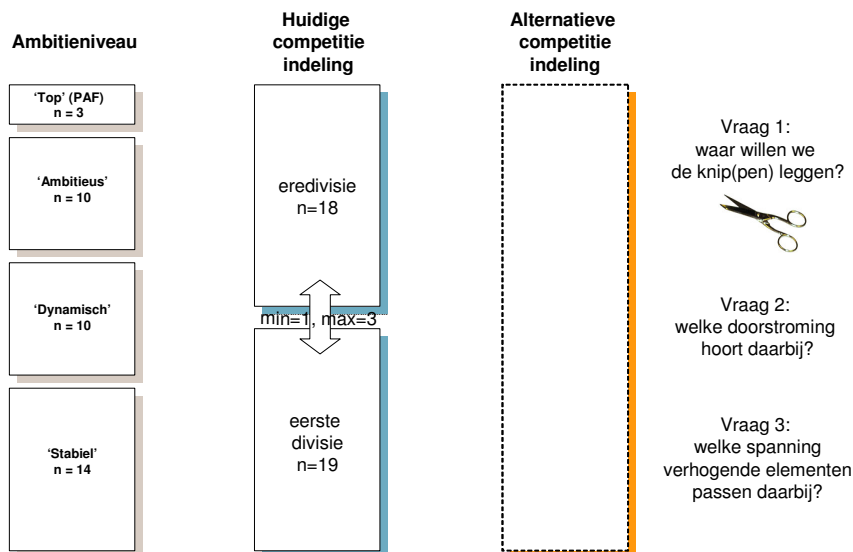 Ambitieniveau
'Top' (PAF)
n = 3
'Ambitieus'
n = 10
'Dynamisch'
n = 10
'Stabiel'
n = 14
Huidige
competitie
indeling
eredivisie
n=18
min=1, max=3
eerste
divisie
n=19
Alternatieve
competitie
indeling
Vraag 1:
waar willen we
de knip(pen) leggen?
Vraag 2:
welke doorstroming
hoort daarbij?
Vraag 3:
welke spanning
verhogende elementen
passen daarbij?